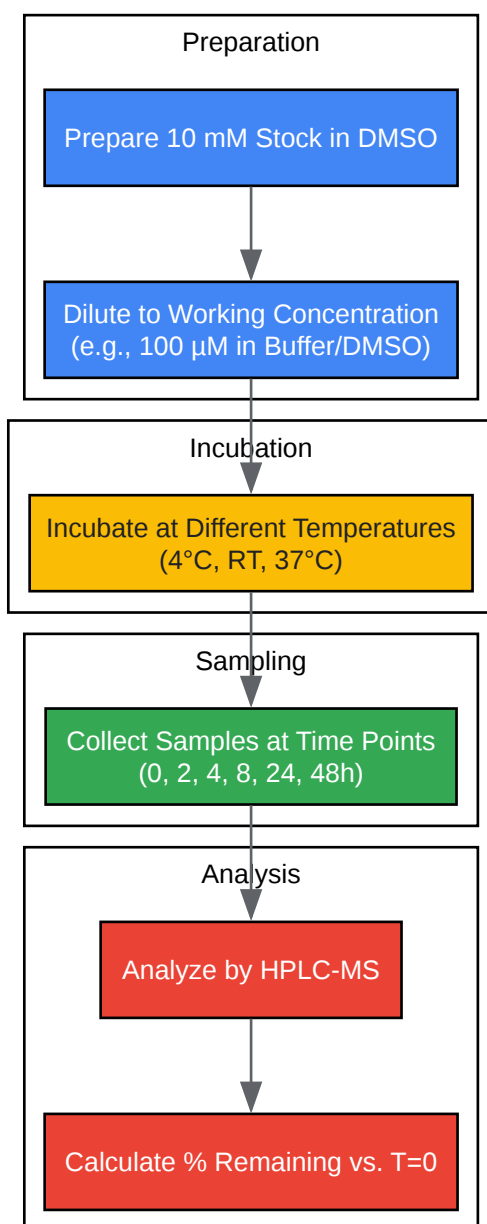 Preparation
Prepare 10 mM Stock in DMSO
Dilute to Working Concentration
(e.g., 100 µM in Buffer/DMSO)
Incubation
Incubate at Different Temperatures
(4°C, RT, 37°C)
Sampling
Collect Samples at Time Points
(0, 2, 4, 8, 24, 48h)
Analysis
Analyze by HPLC-MS
Calculate % Remaining vs. T=0